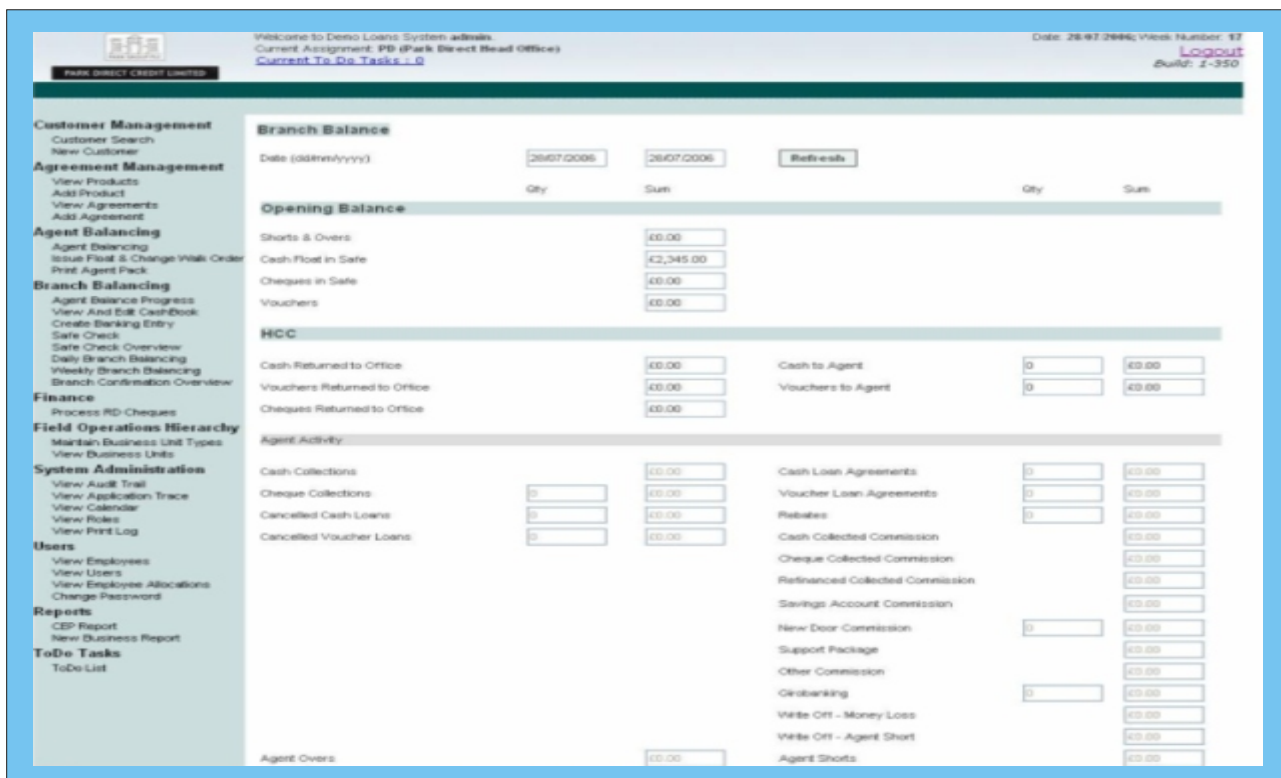 Welcome to Demo Loans System admin.
Current Assignment: PD (Park Direct Head Office)
Current To Do Tasks : 0
Date: 28/07/2006; Week Number: 17
Logout
Build: 1-350
PARK DIRECT CREDIT LIMITED
Customer Management
Customer Search
New Customer
Agreement Management
View Products
Add Product
View Agreements
Add Agreement
Agent Balancing
Agent Balancing
Issue Float & Change Walk Order
Print Agent Pack
Branch Balancing
Agent Balance Progress
View And Edit CashBook
Create Banking Entry
Safe Check
Safe Check Overview
Daily Branch Balancing
Weekly Branch Balancing
Branch Confirmation Overview
Finance
Process RD Cheques
Field Operations Hierarchy
Maintain Business Unit Types
View Business Units
System Administration
View Audit Trail
View Application Trace
View Calendar
View Roles
View Print Log
Users
View Employees
View Users
View Employee Allocations
Change Password
Reports
CEP Report
New Business Report
ToDo Tasks
ToDo List
Branch Balance
Date (dd/mm/yyyy) 28/07/2006 28/07/2006 Refresh
Qty Sum Qty Sum
Opening Balance
Shorts & Overs £0.00
Cash Float in Safe £2,345.00
Cheques in Safe £0.00
Vouchers £0.00
HCC
Cash Returned to Office £0.00 Cash to Agent 0 £0.00
Vouchers Returned to Office £0.00 Vouchers to Agent 0 £0.00
Cheques Returned to Office £0.00
Agent Activity
Cash Collections £0.00 Cash Loan Agreements 0 £0.00
Cheque Collections 0 £0.00 Voucher Loan Agreements 0 £0.00
Cancelled Cash Loans 0 £0.00 Rebates 0 £0.00
Cancelled Voucher Loans 0 £0.00 Cash Collected Commission £0.00
Cheque Collected Commission £0.00
Refinanced Collected Commission £0.00
Savings Account Commission £0.00
New Door Commission 0 £0.00
Support Package £0.00
Other Commission £0.00
Girobanking 0 £0.00
Write Off - Money Loss £0.00
Write Off - Agent Short £0.00
Agent Overs £0.00 Agent Shorts £0.00